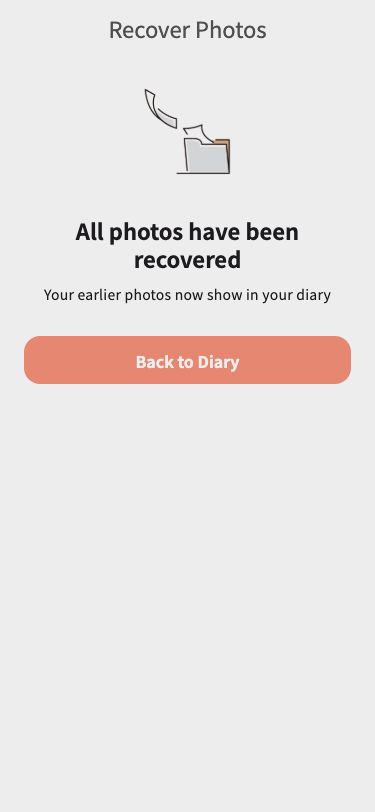 Recover Photos
All photos have been
recovered
Your earlier photos now show in your diary
Back to Diary